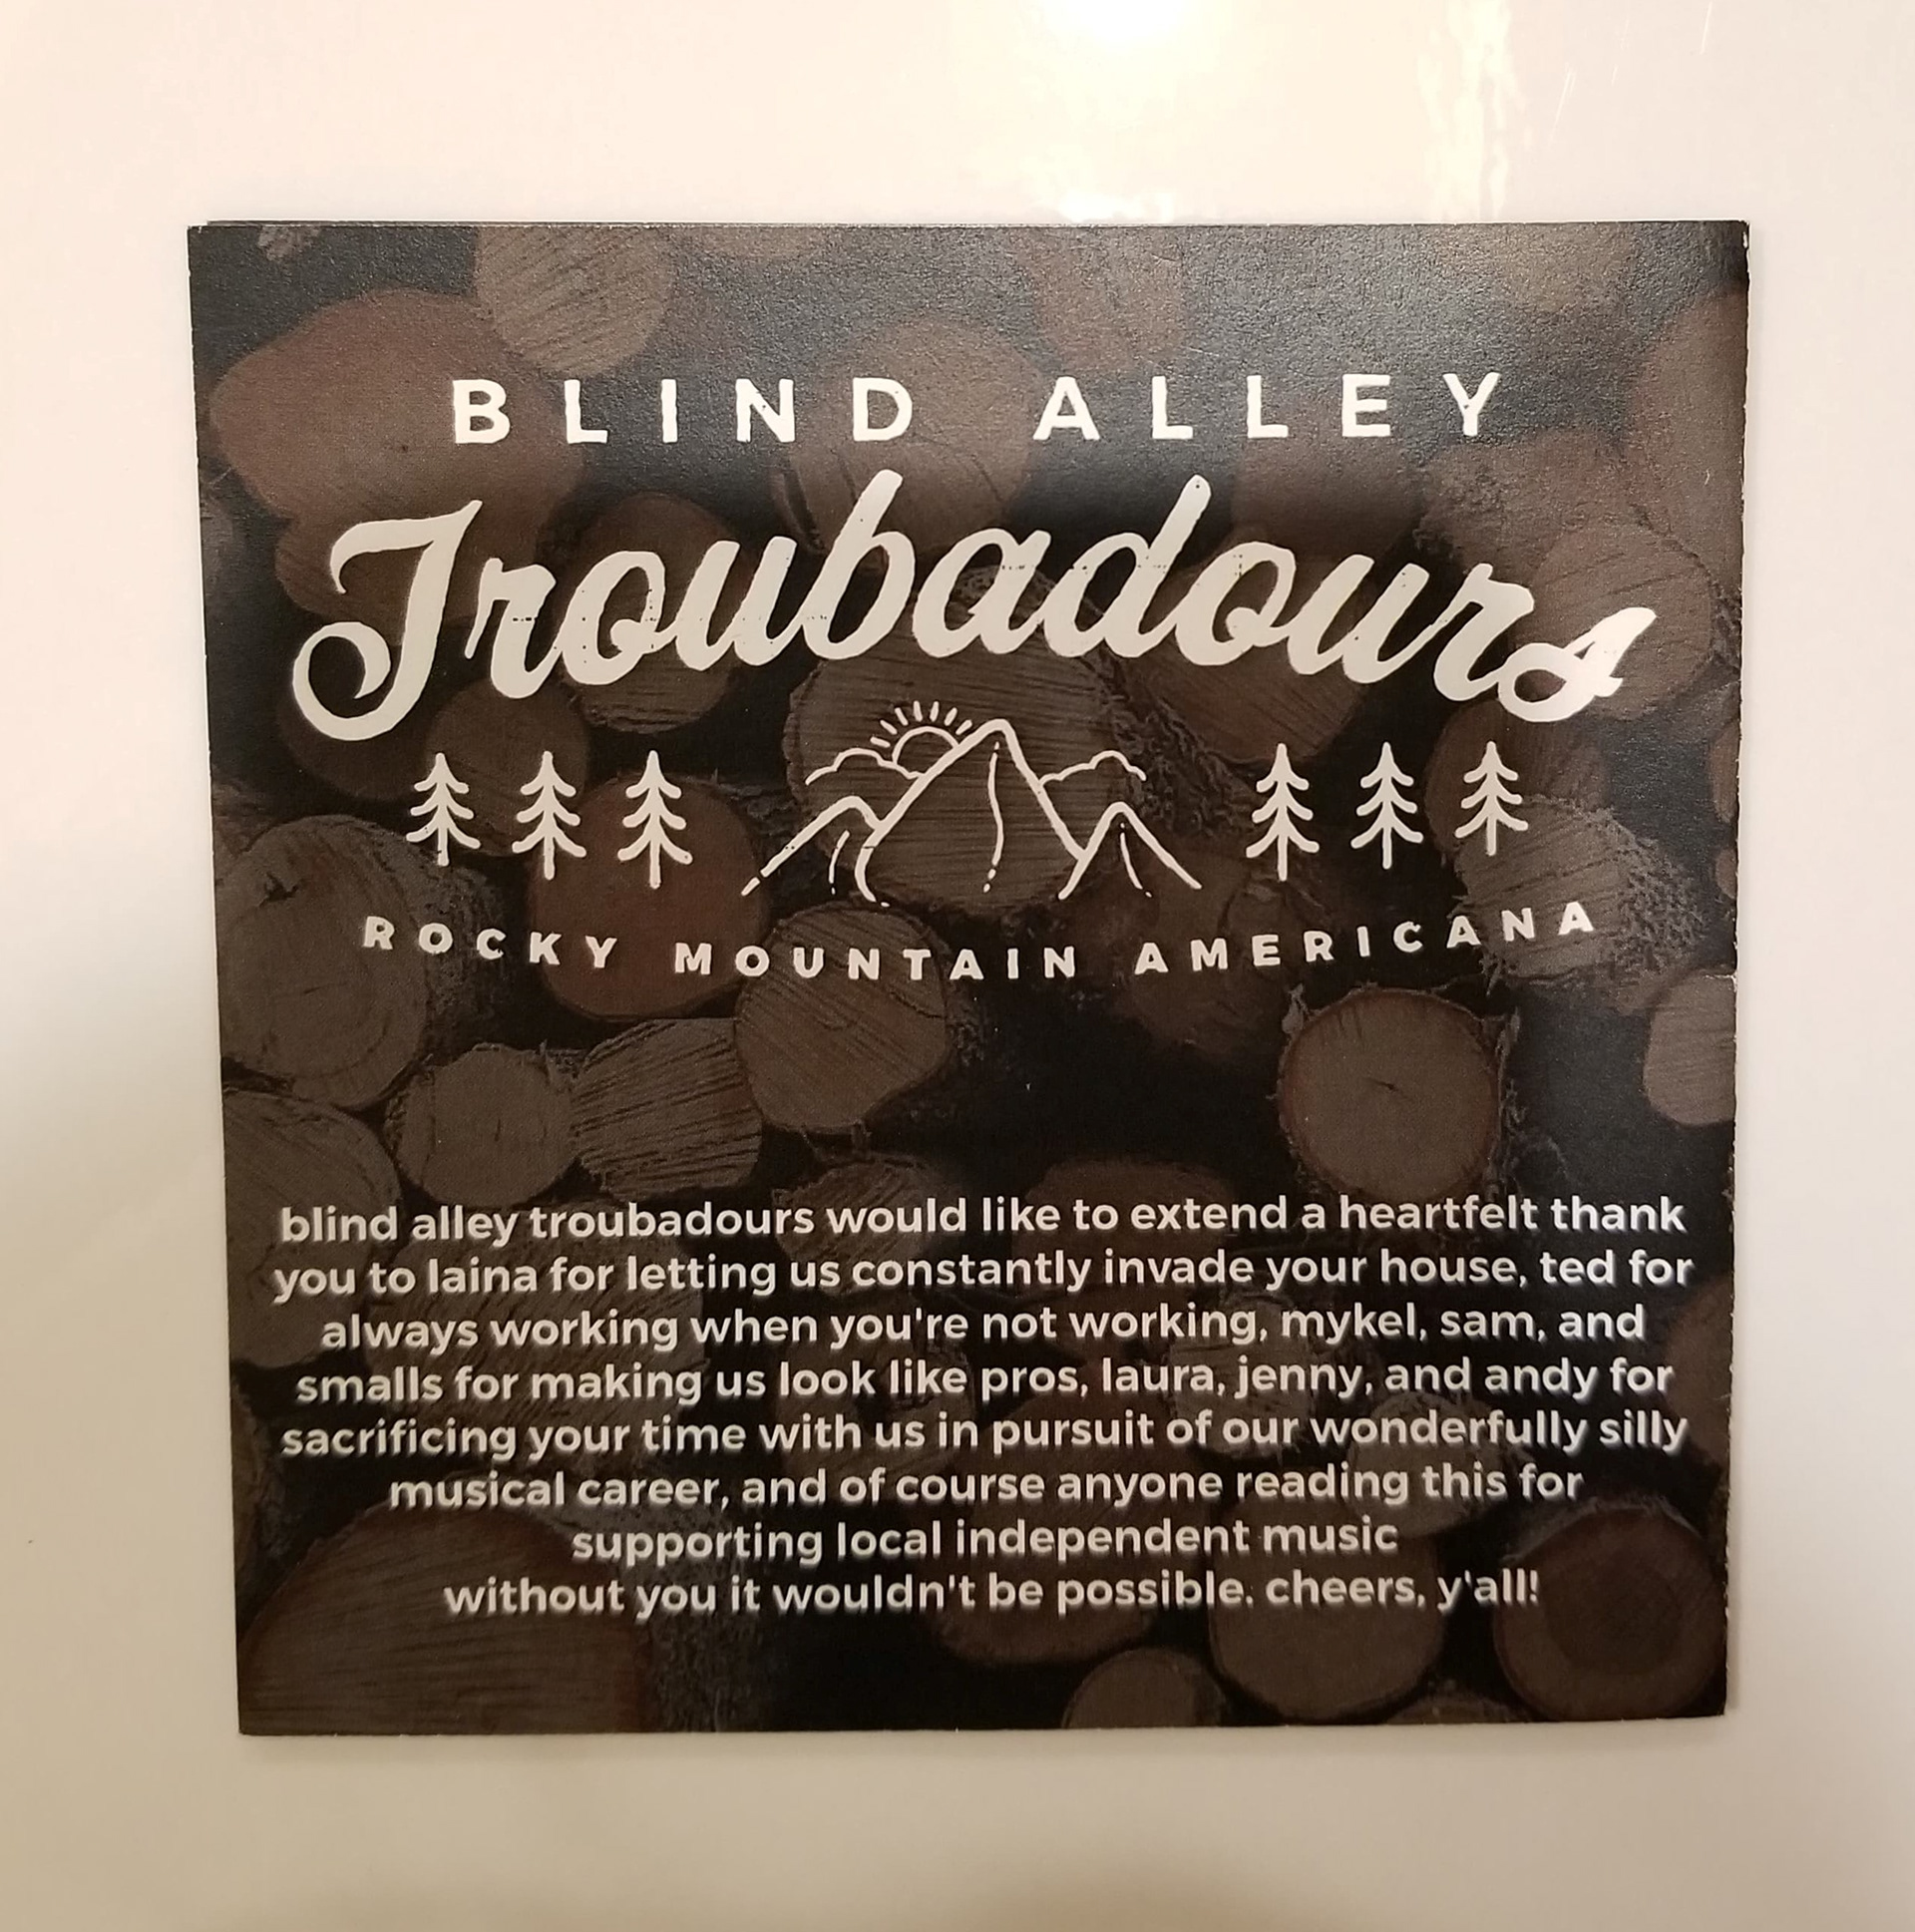 BLIND ALLEY
Troubadours
ROCKY MOUNTAIN AMERICANA
blind alley troubadours would like to extend a heartfelt thank
you to laina for letting us constantly invade your house, ted for
always working when you're not working, mykel, sam, and
smalls for making us look like pros, laura, jenny, and andy for
sacrificing your time with us in pursuit of our wonderfully silly
musical career, and of course anyone reading this for
supporting local independent music
without you it wouldn't be possible. cheers, y'all!